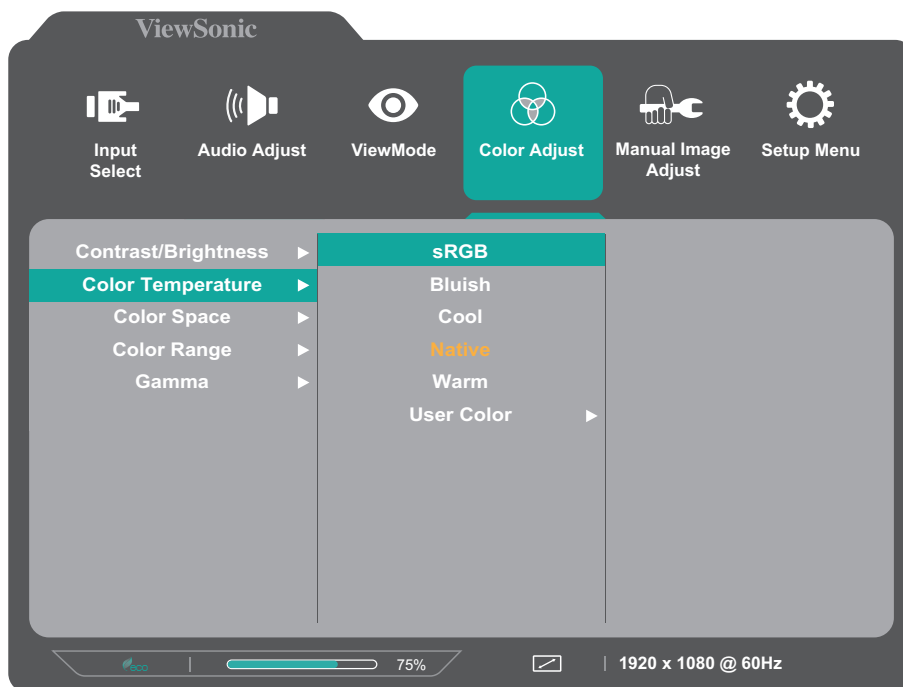 ViewSonic
Input Select
Audio Adjust
ViewMode
Color Adjust
Manual Image Adjust
Setup Menu
Contrast/Brightness
Color Temperature
Color Space
Color Range
Gamma
sRGB
Bluish
Cool
Native
Warm
User Color
eco
75%
1920 x 1080 @ 60Hz